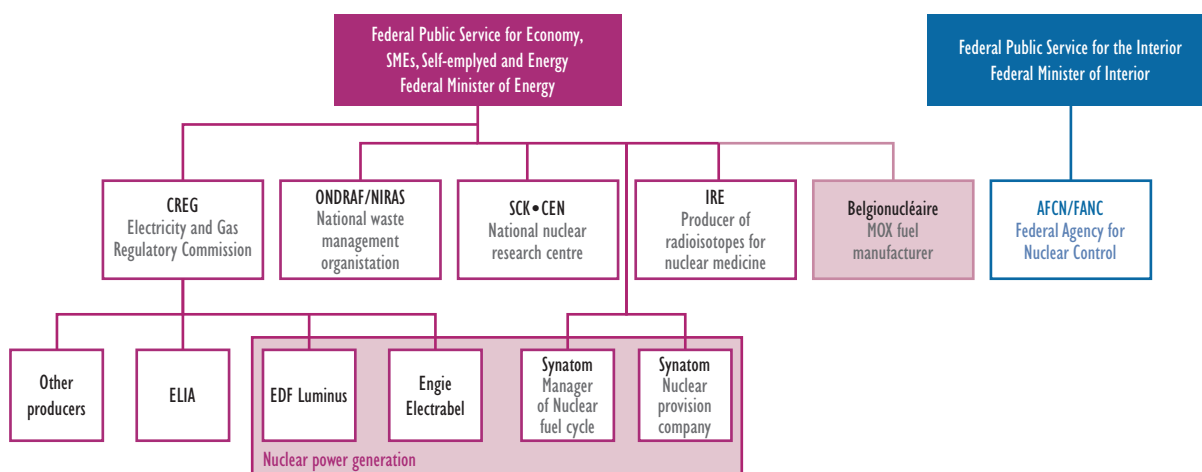 Federal Public Service for Economy,
SMEs, Self-emplyed and Energy
Federal Minister of Energy
Federal Public Service for the Interior
Federal Minister of Interior
CREG
Electricity and Gas
Regulatory Commission
ONDRAF/NIRAS
National waste
management
organistation
SCK•CEN
National nuclear
research centre
IRE
Producer of
radioisotopes for
nuclear medicine
Belgionucléaire
MOX fuel
manufacturer
AFCN/FANC
Federal Agency for
Nuclear Control
Other
producers
ELIA
EDF Luminus
Engie
Electrabel
Synatom
Manager
of Nuclear
fuel cycle
Synatom
Nuclear
provision
company
Nuclear power generation